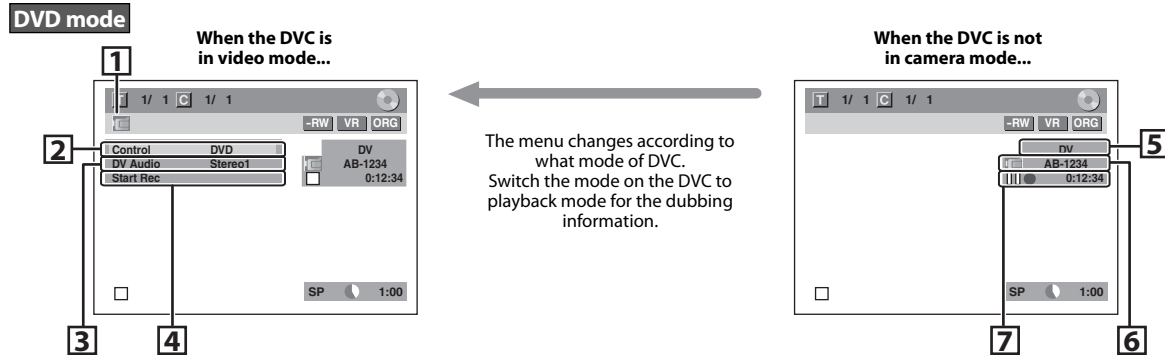 DVD mode
When the DVC is
in video mode...
1
T 1/ 1 C 1/ 1
-RW VR ORG
2
Control DVD
DV Audio Stereo1
Start Rec
DV
AB-1234
0:12:34
SP 1:00
3
4
The menu changes according to
what mode of DVC.
Switch the mode on the DVC to
playback mode for the dubbing
information.
When the DVC is not
in camera mode...
T 1/ 1 C 1/ 1
-RW VR ORG
5
DV
AB-1234
0:12:34
SP 1:00
7
6